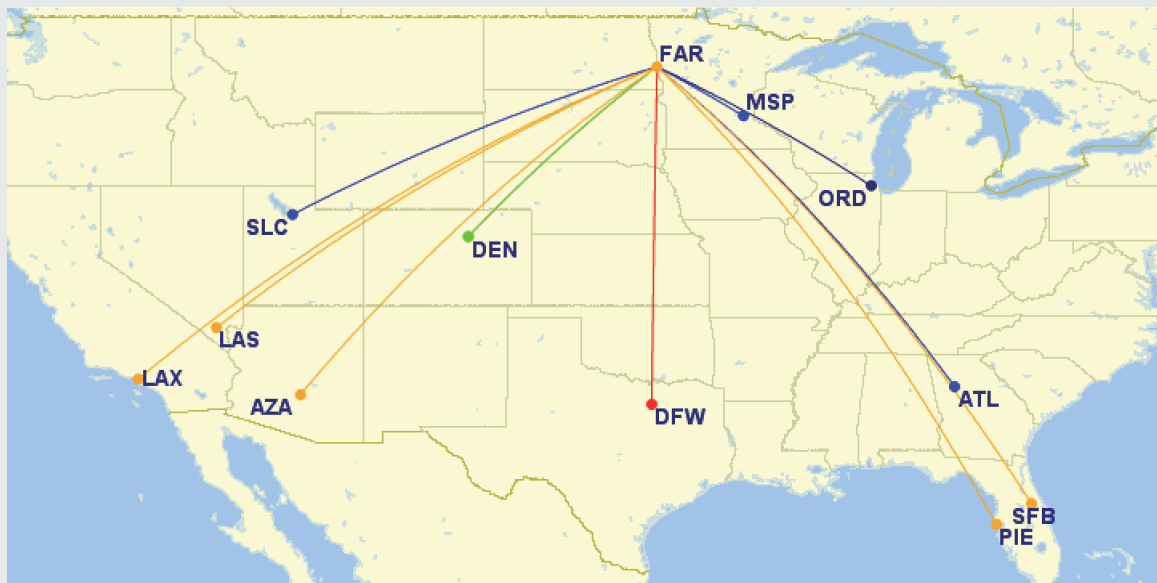 FAR
MSP
ORD
SLC
DEN
LAS
LAX
AZA
DFW
ATL
SFB
PIE